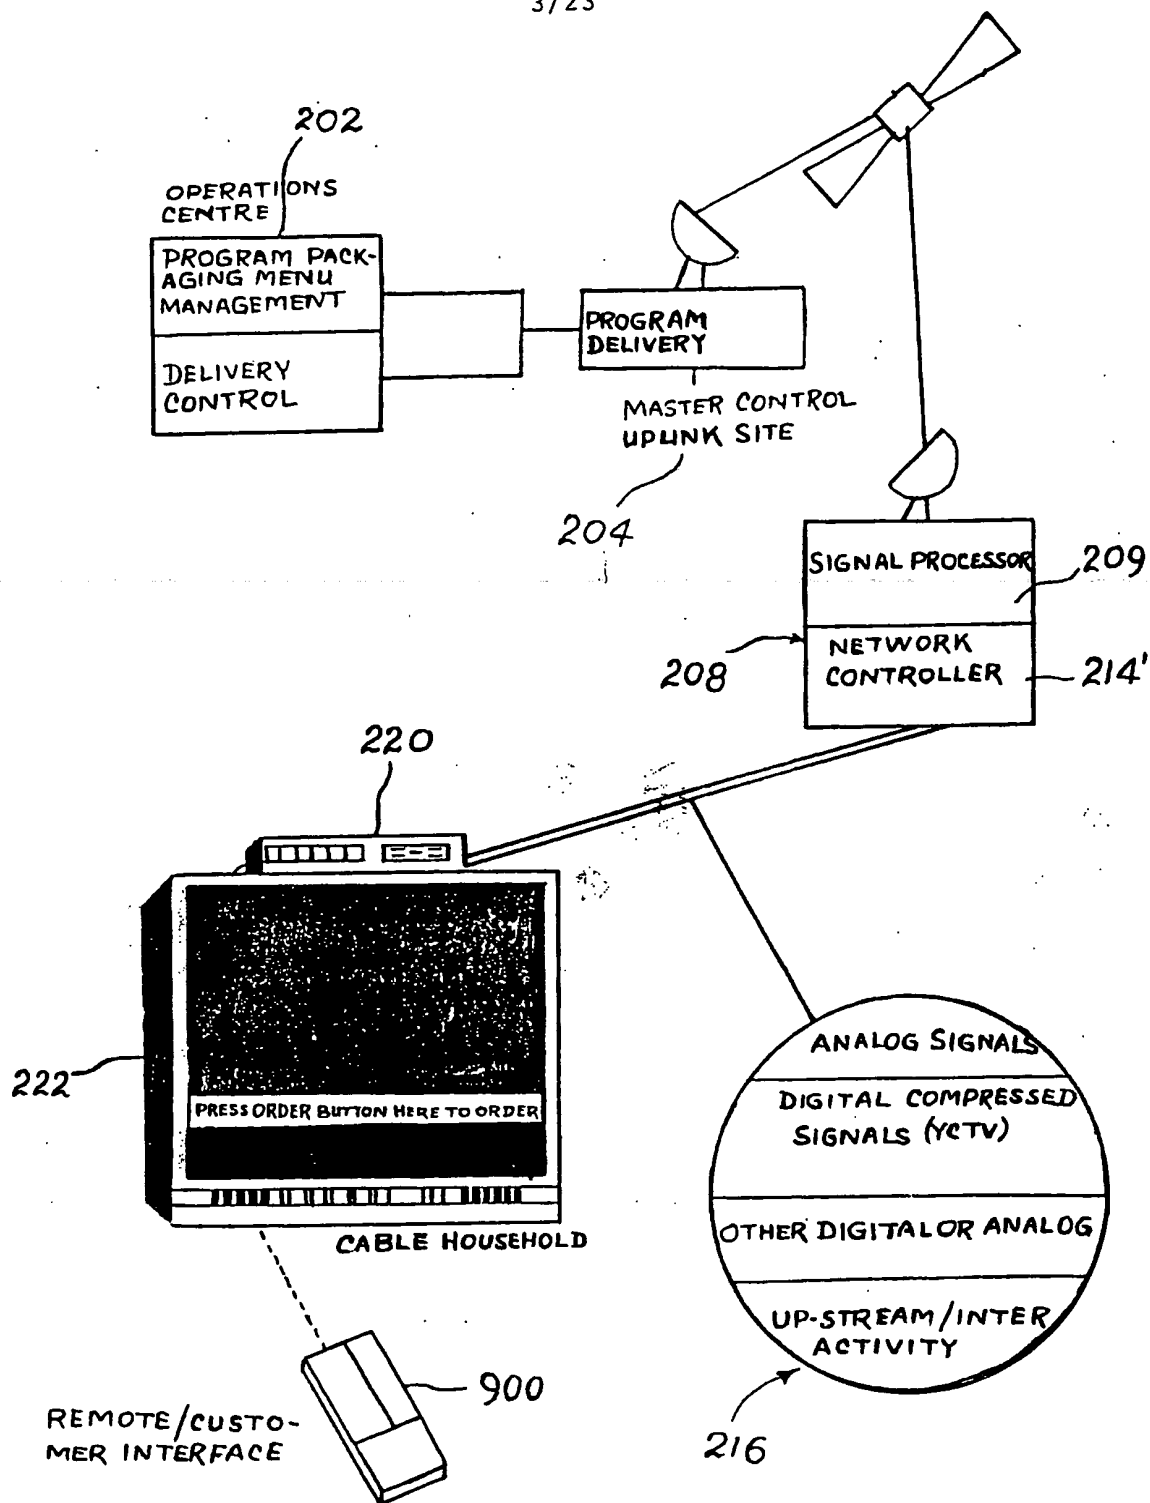 3/23
202
OPERATIONS
CENTRE
PROGRAM PACK-
AGING MENU
MANAGEMENT
DELIVERY
CONTROL
PROGRAM
DELIVERY
MASTER CONTROL
UPLINK SITE
204
SIGNAL PROCESSOR
209
NETWORK
CONTROLLER
208
214'
220
222
PRESS ORDER BUTTON HERE TO ORDER
CABLE HOUSEHOLD
ANALOG SIGNALS
DIGITAL COMPRESSED
SIGNALS (YCTV)
OTHER DIGITAL OR ANALOG
UP-STREAM/INTER
ACTIVITY
216
900
REMOTE/CUSTO-
MER INTERFACE